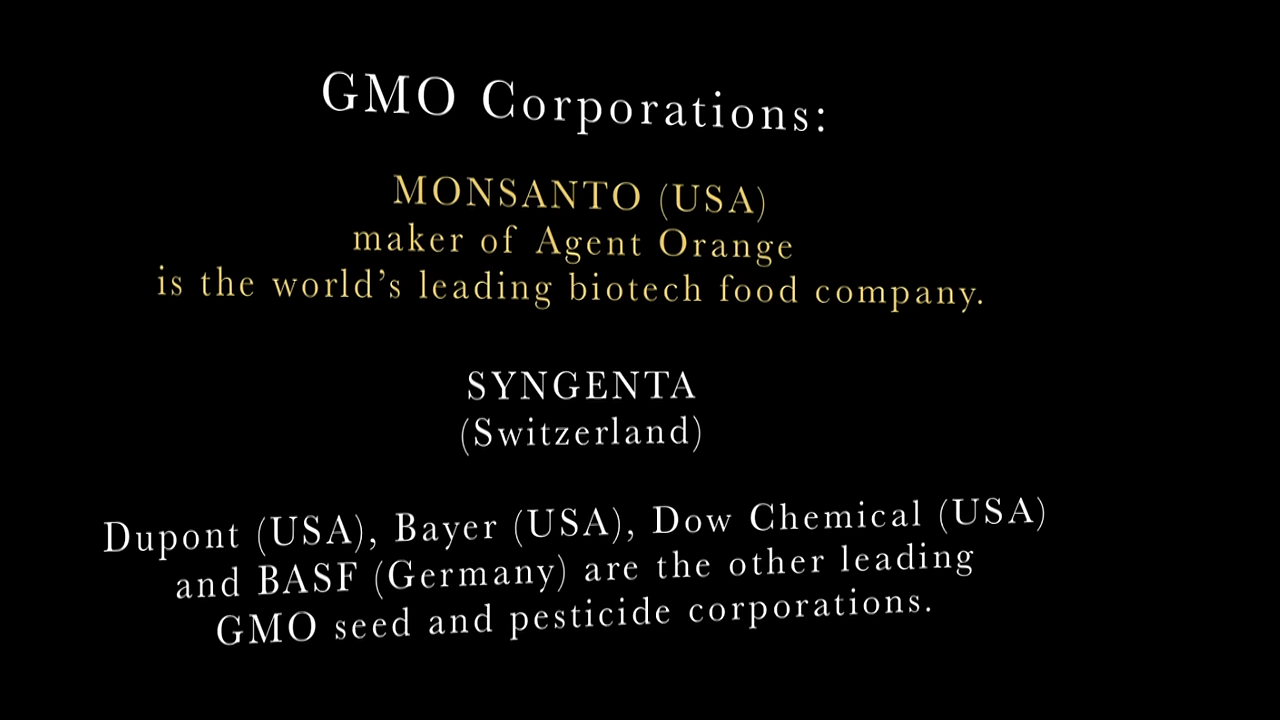 GMO Corporations:
MONSANTO (USA)
maker of Agent Orange
is the world’s leading biotech food company.
SYNGENTA
(Switzerland)
Dupont (USA), Bayer (USA), Dow Chemical (USA)
and BASF (Germany) are the other leading
GMO seed and pesticide corporations.